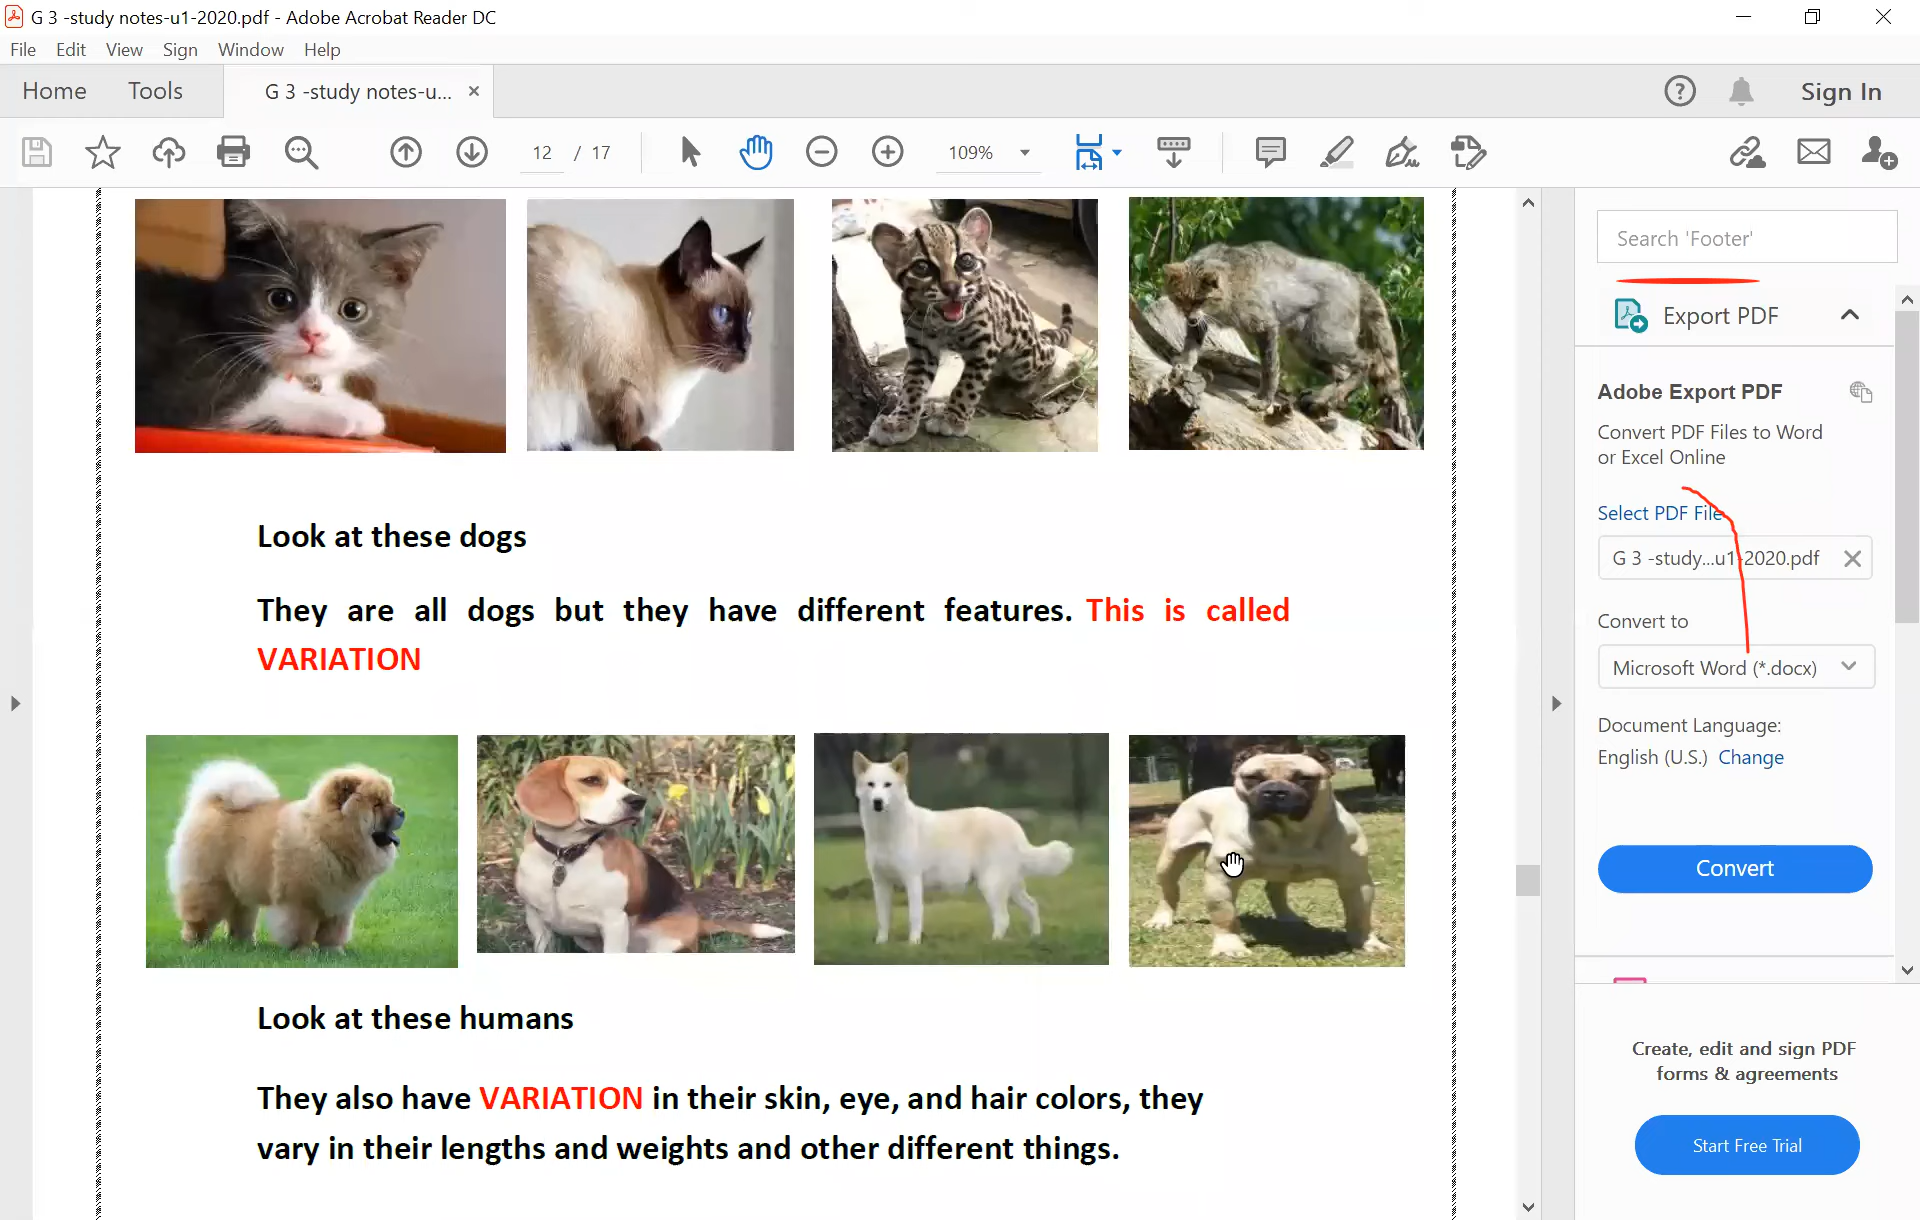 G 3 -study notes-u1-2020.pdf - Adobe Acrobat Reader DC
File Edit View Sign Window Help
Home Tools G 3 -study notes-u... × ? Sign In
12 / 17 109%
Search 'Footer'
Export PDF
Adobe Export PDF
Convert PDF Files to Word
or Excel Online
Select PDF File
G 3 -study...u1-2020.pdf
Convert to
Microsoft Word (*.docx)
Document Language:
English (U.S.) Change
Convert
Create, edit and sign PDF
forms & agreements
Start Free Trial
Look at these dogs
They are all dogs but they have different features. This is called
VARIATION
Look at these humans
They also have VARIATION in their skin, eye, and hair colors, they
vary in their lengths and weights and other different things.